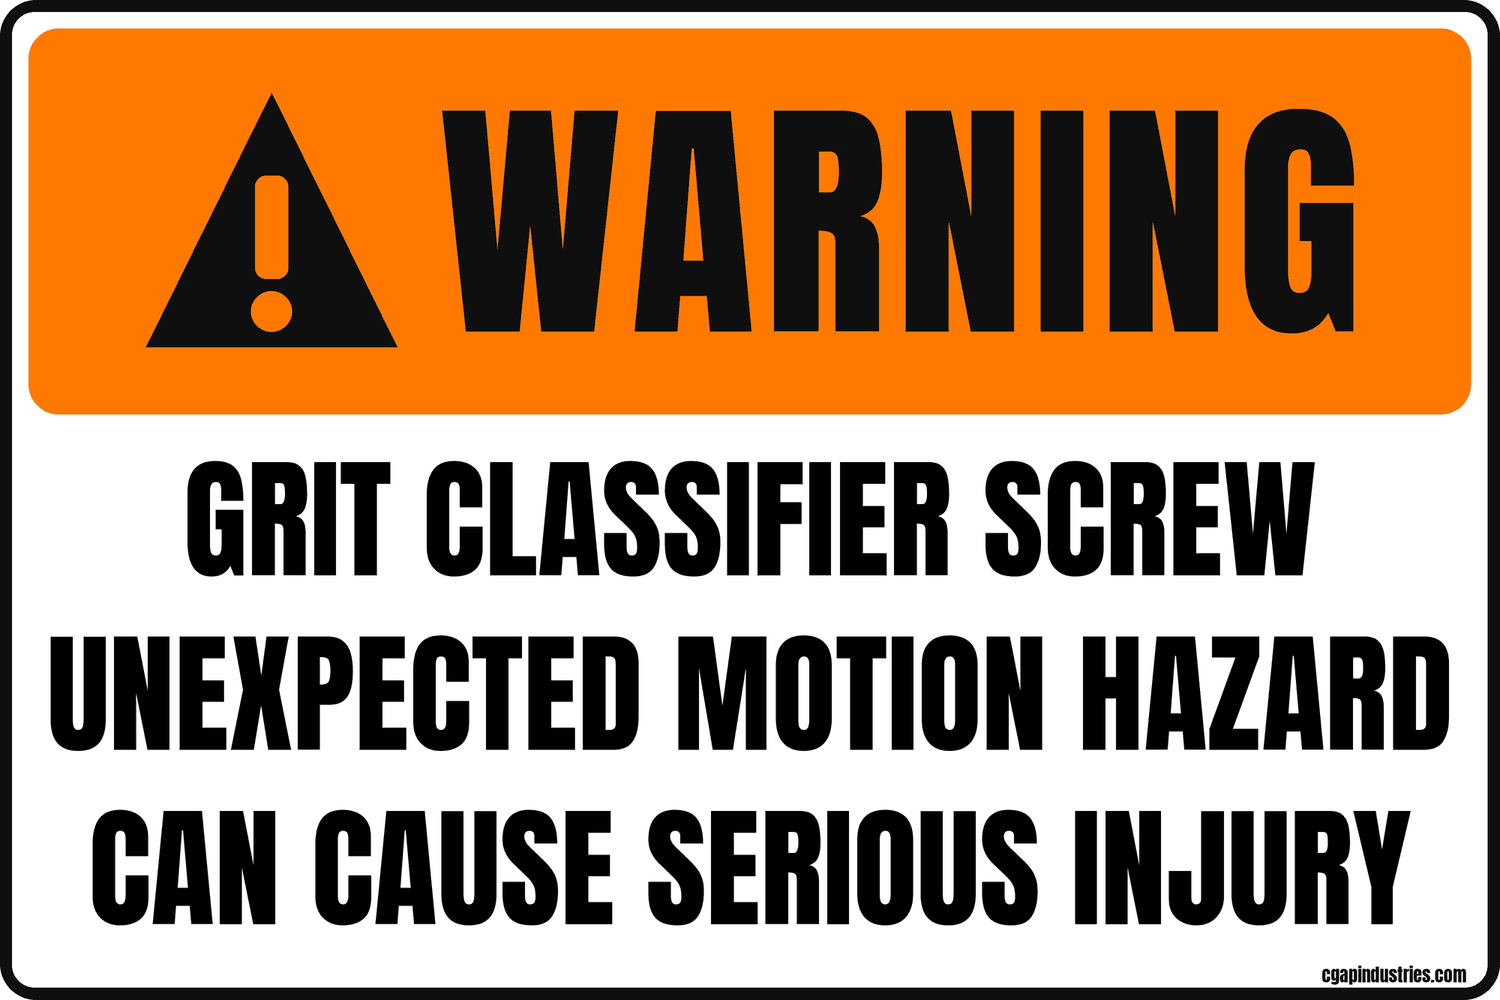 WARNING
GRIT CLASSIFIER SCREW
UNEXPECTED MOTION HAZARD
CAN CAUSE SERIOUS INJURY
cgapindustries.com